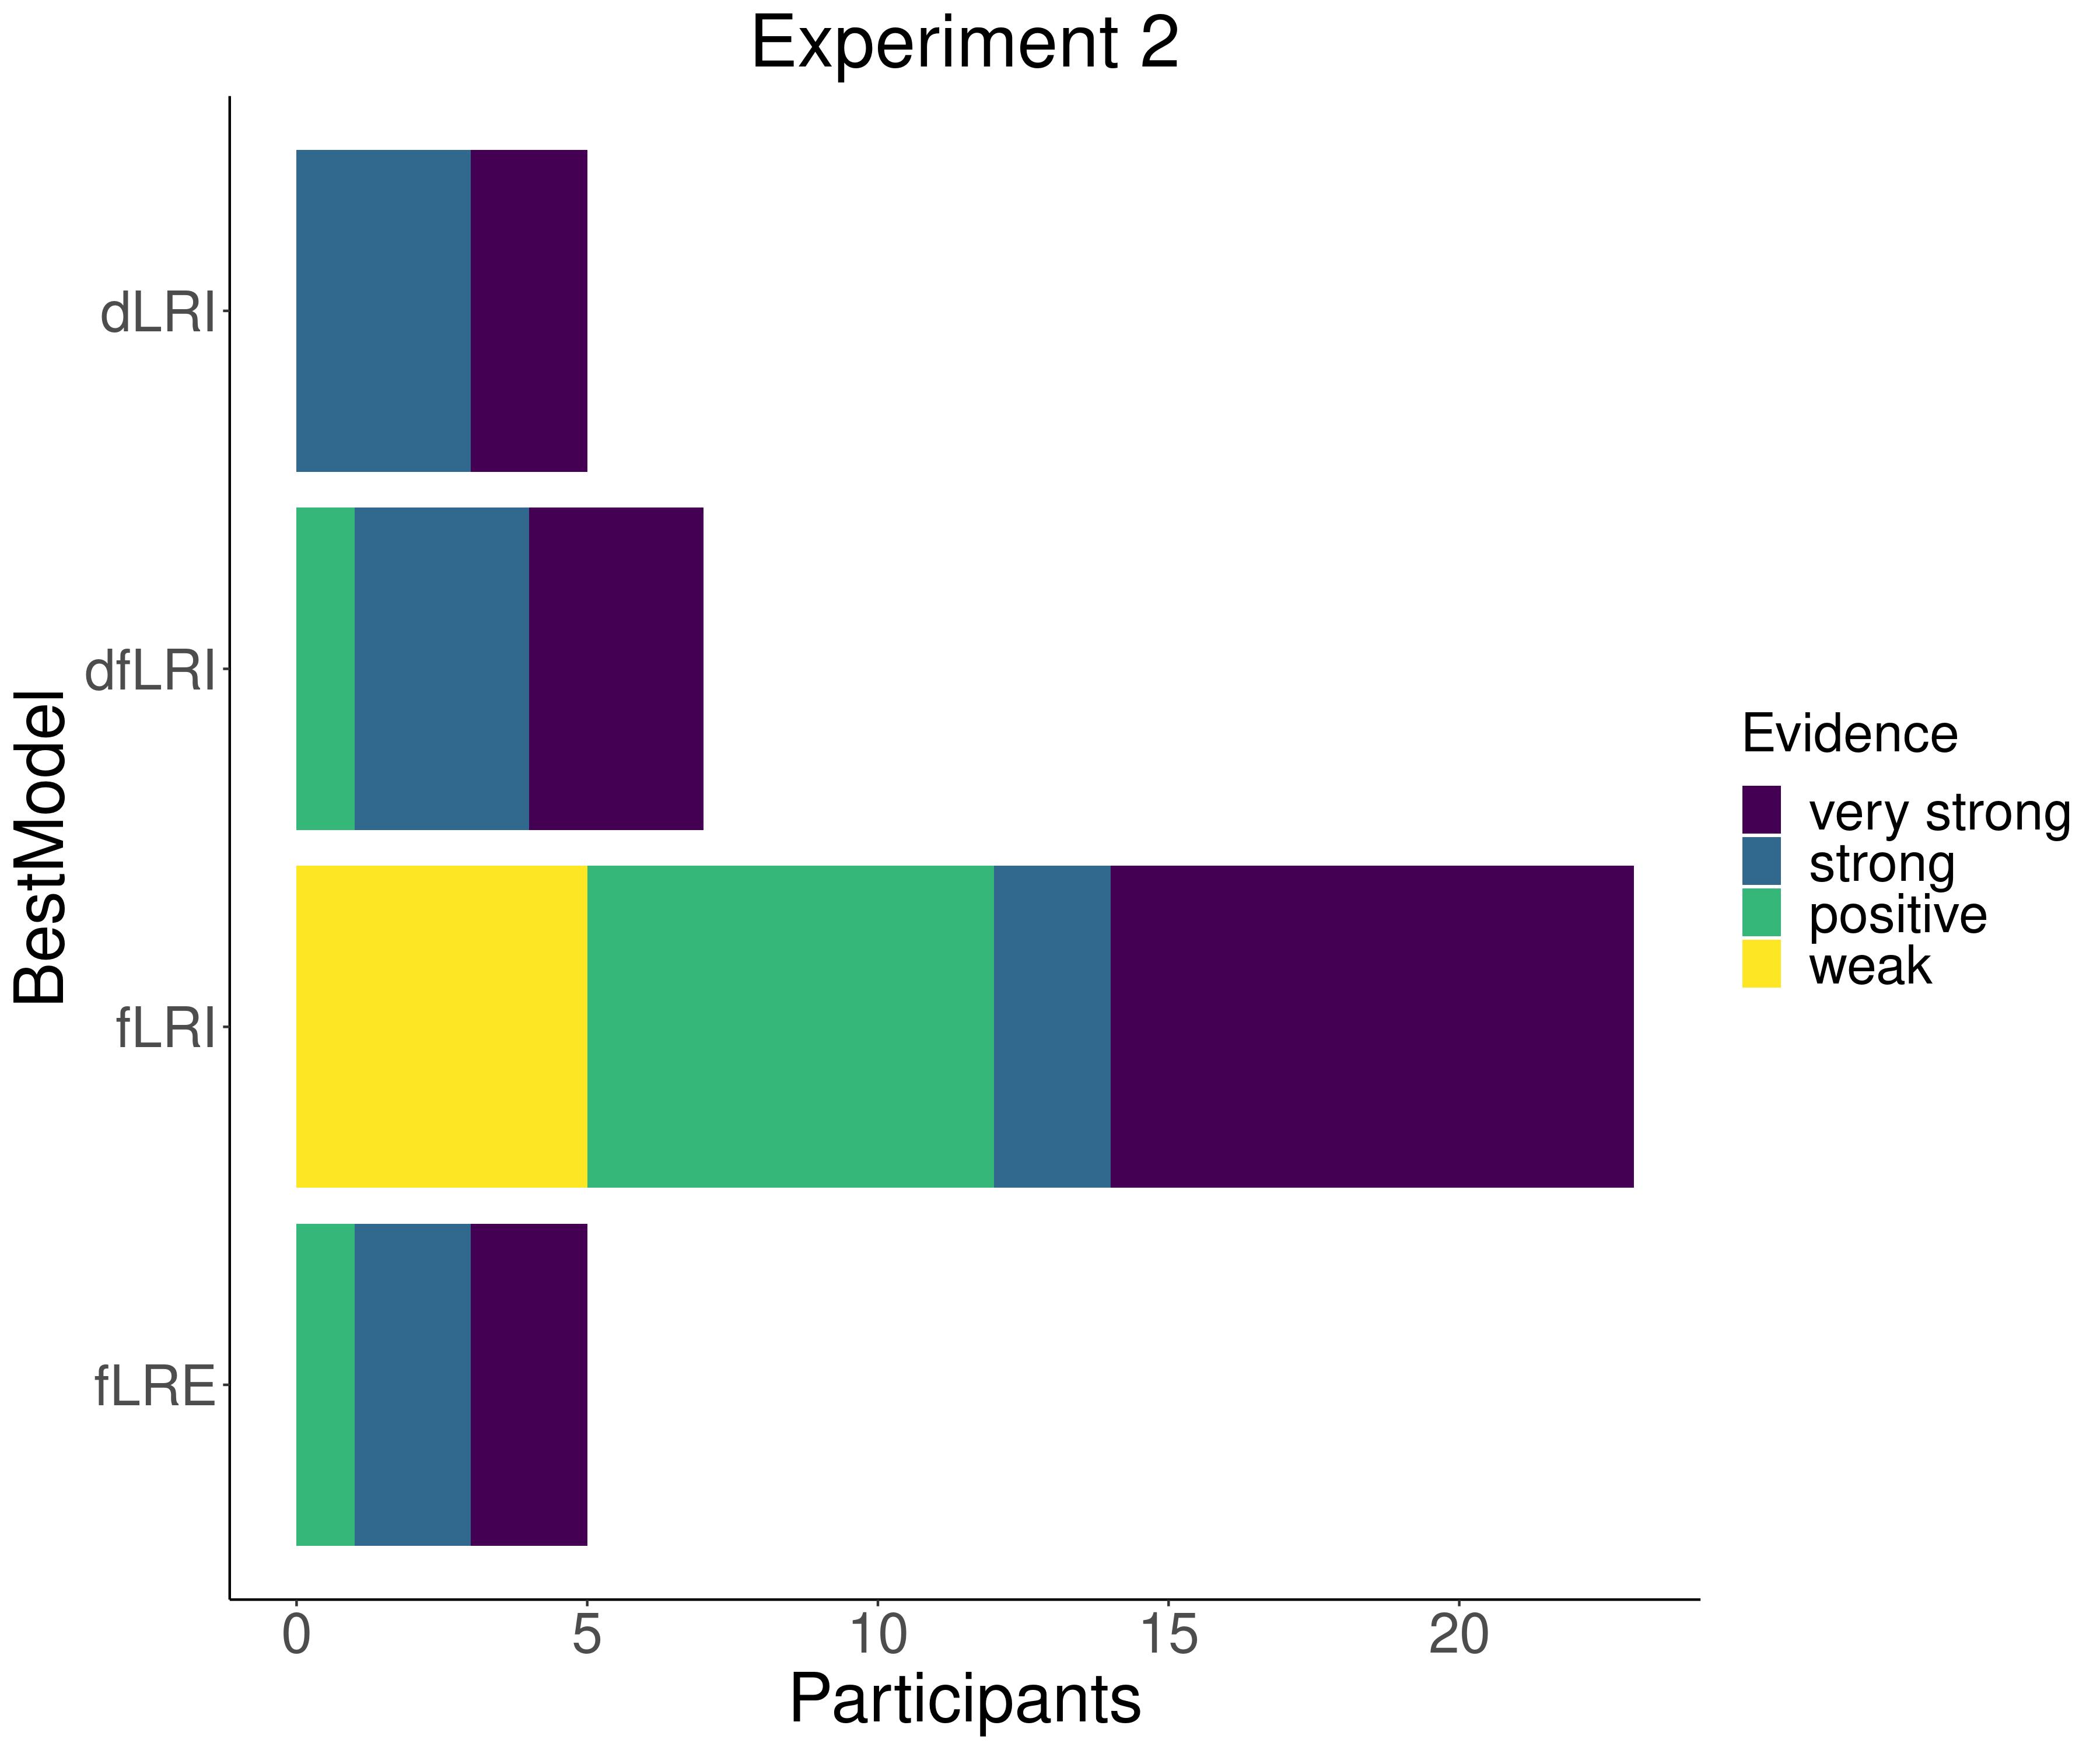 Experiment 2
BestModel
dLRI
dfLRI
fLRI
fLRE
0 5 10 15 20
Participants
Evidence
very strong
strong
positive
weak